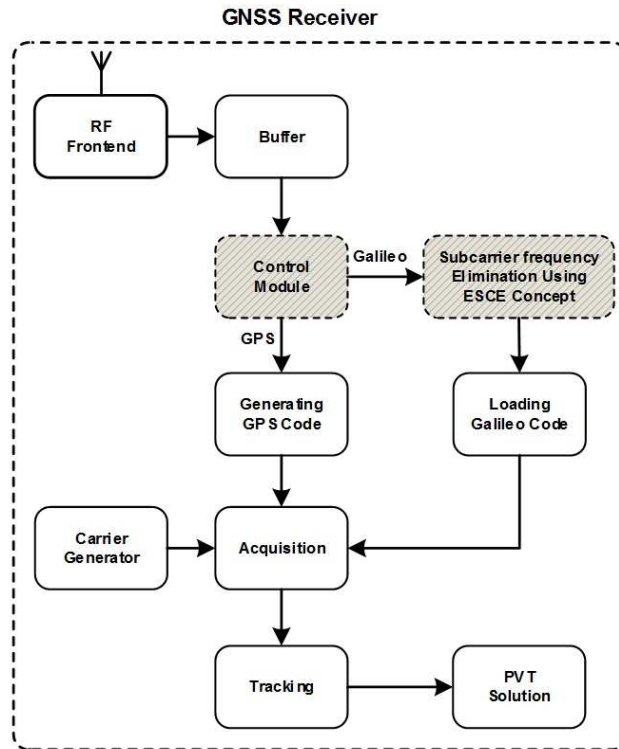 GNSS Receiver
RF
Frontend
Buffer
Control
Module
Galileo
Subcarrier frequency
Elimination Using
ESCE Concept
GPS
Generating
GPS Code
Loading
Galileo Code
Carrier
Generator
Acquisition
Tracking
PVT
Solution